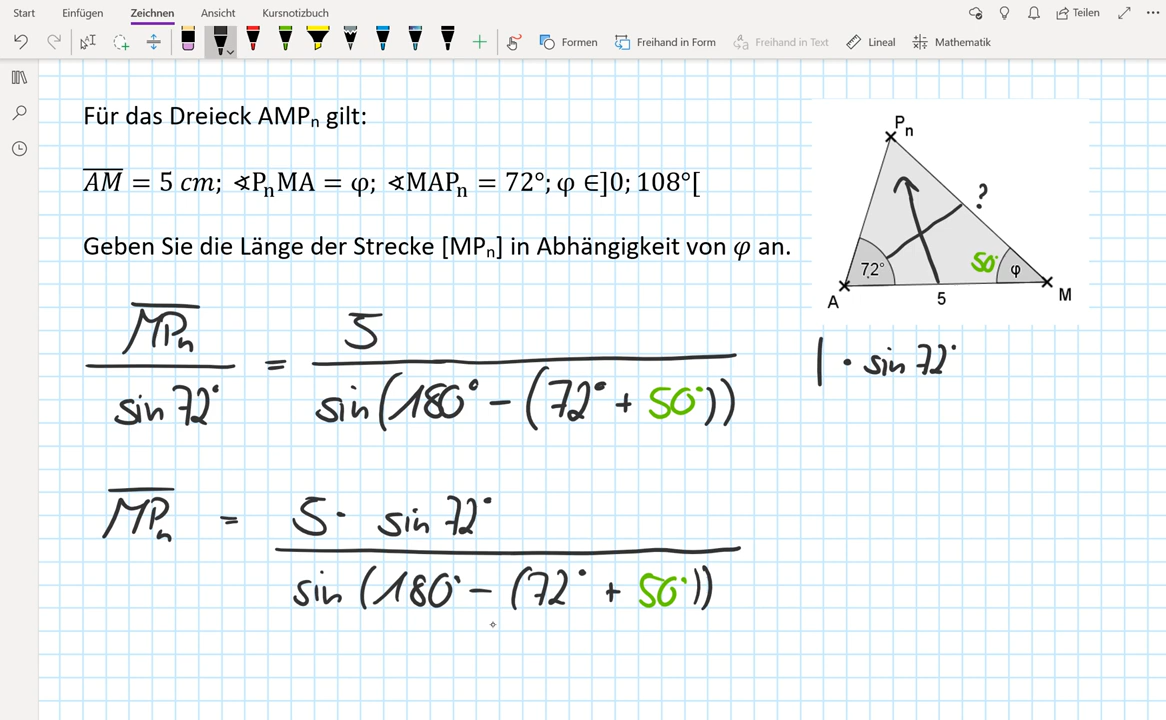 Start Einfügen Zeichnen Ansicht Kursnotizbuch Teilen
Formen Freihand in Form Freihand in Text Lineal Mathematik
Für das Dreieck AMPₙ gilt:
A̅M̅ = 5 cm; ∢PₙMA = φ; ∢MAPₙ = 72°; φ ∈]0; 108°[
Geben Sie die Länge der Strecke [MPₙ] in Abhängigkeit von φ an.
Pₙ
?
72°
50°
φ
A
5
M
M̅P̅ₙ / sin 72° = 5 / sin(180° − (72° + 50°)) | · sin 72°
M̅P̅ₙ = 5 · sin 72° / sin (180° − (72° + 50°))